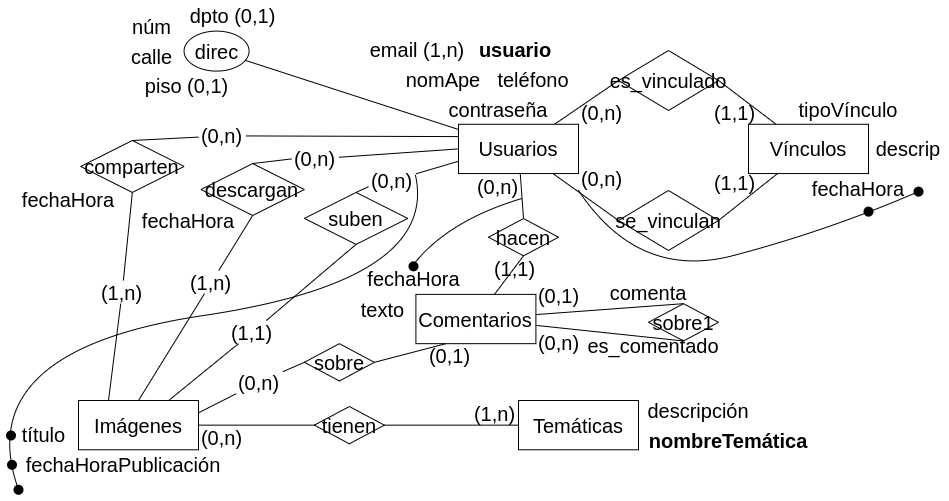 dpto (0,1)
núm
calle
direc
piso (0,1)
email (1,n) usuario
nomApe teléfono
contraseña
es_vinculado
(0,n)
(1,1)
tipoVínculo
Usuarios
Vínculos
descrip
(0,n)
comparten
fechaHora
(0,n)
descargan
fechaHora
(0,n)
suben
(0,n)
(0,n)
(1,1)
fechaHora
se_vinculan
hacen
fechaHora
(1,1)
(1,n)
(1,n)
(1,1)
texto
Comentarios
(0,1)
comenta
sobre1
(0,n)
es_comentado
(0,1)
sobre
(0,n)
Imágenes
(0,n)
tienen
(1,n)
Temáticas
descripción
nombreTemática
título
fechaHoraPublicación